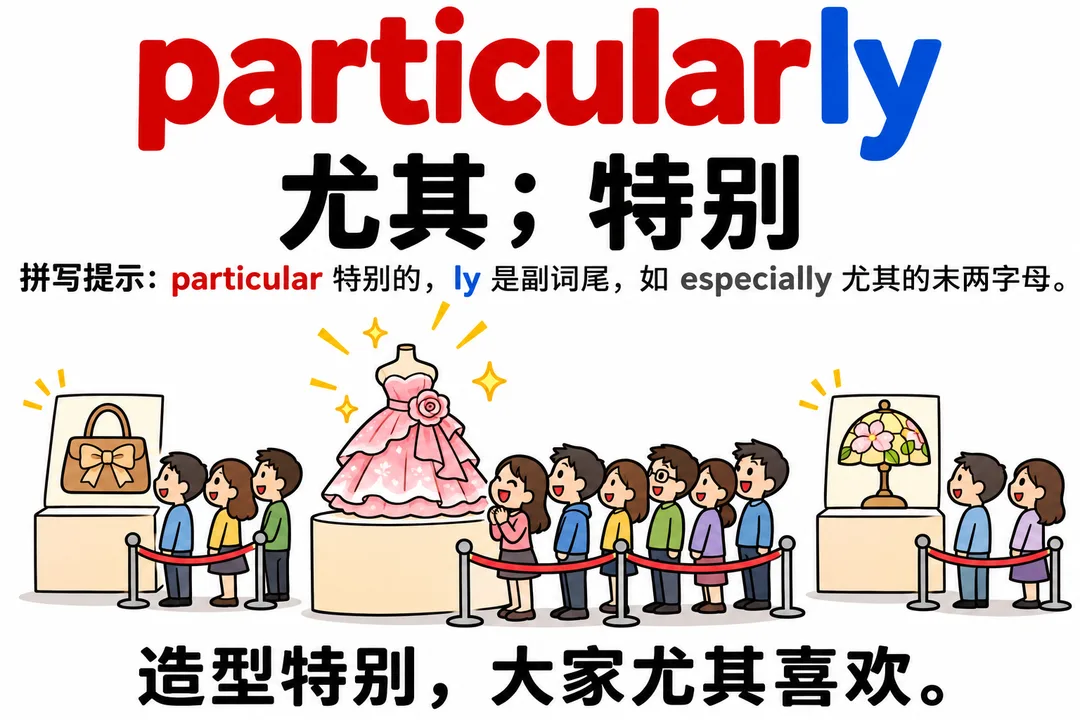 particularly
尤其；特别
拼写提示：particular 特别的，ly 是副词尾，如 especially 尤其的末两字母。
造型特别，大家尤其喜欢。